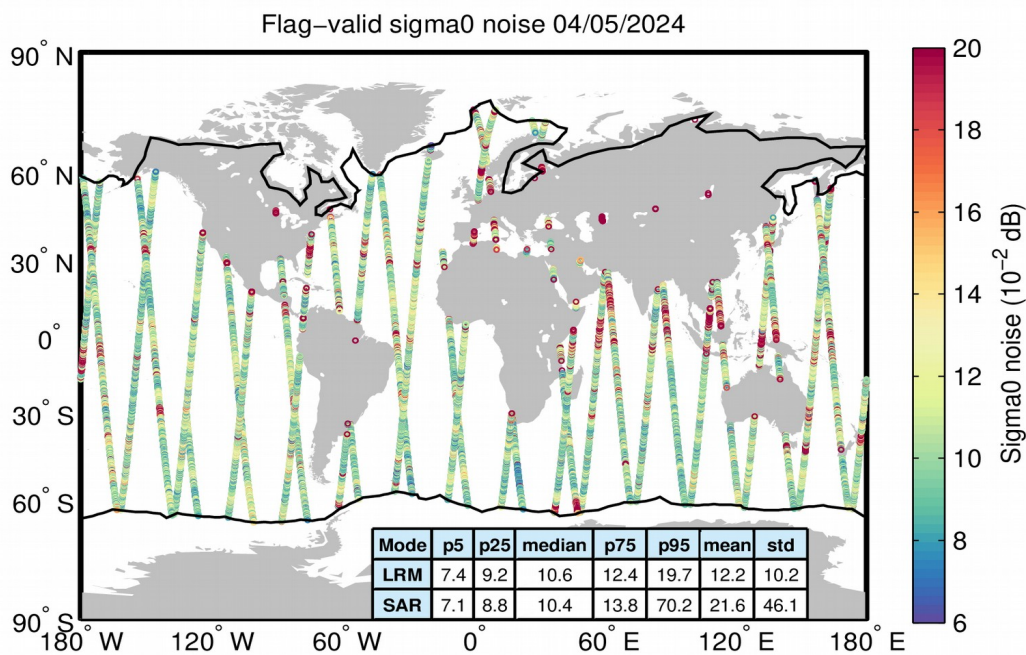 Flag−valid sigma0 noise 04/05/2024
90° N
60° N
30° N
0°
30° S
60° S
90° S
180° W 120° W 60° W 0° 60° E 120° E 180° E
Mode p5 p25 median p75 p95 mean std
LRM 7.4 9.2 10.6 12.4 19.7 12.2 10.2
SAR 7.1 8.8 10.4 13.8 70.2 21.6 46.1
20
18
16
14
12
10
8
6
Sigma0 noise (10⁻² dB)